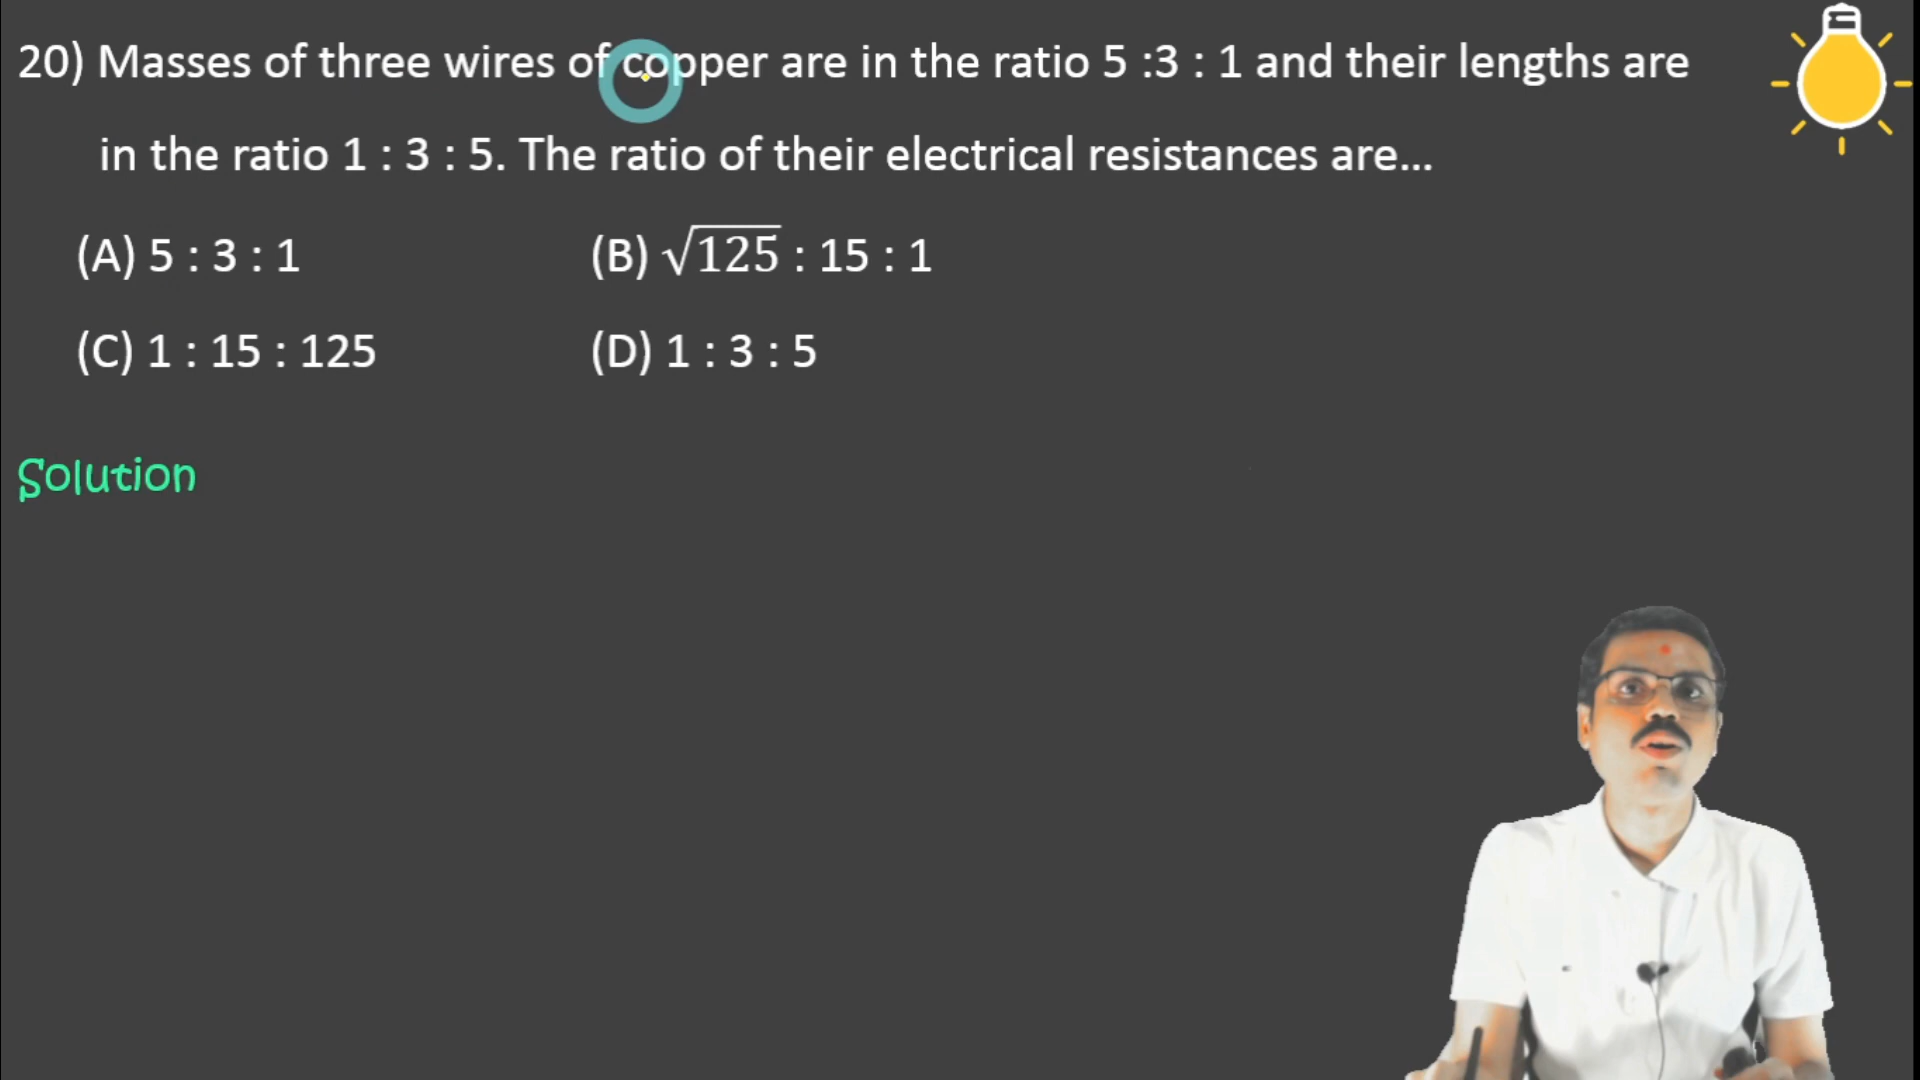 20) Masses of three wires of copper are in the ratio 5 :3 : 1 and their lengths are
in the ratio 1 : 3 : 5. The ratio of their electrical resistances are...
(A) 5 : 3 : 1 (B) √125 : 15 : 1
(C) 1 : 15 : 125 (D) 1 : 3 : 5
Solution